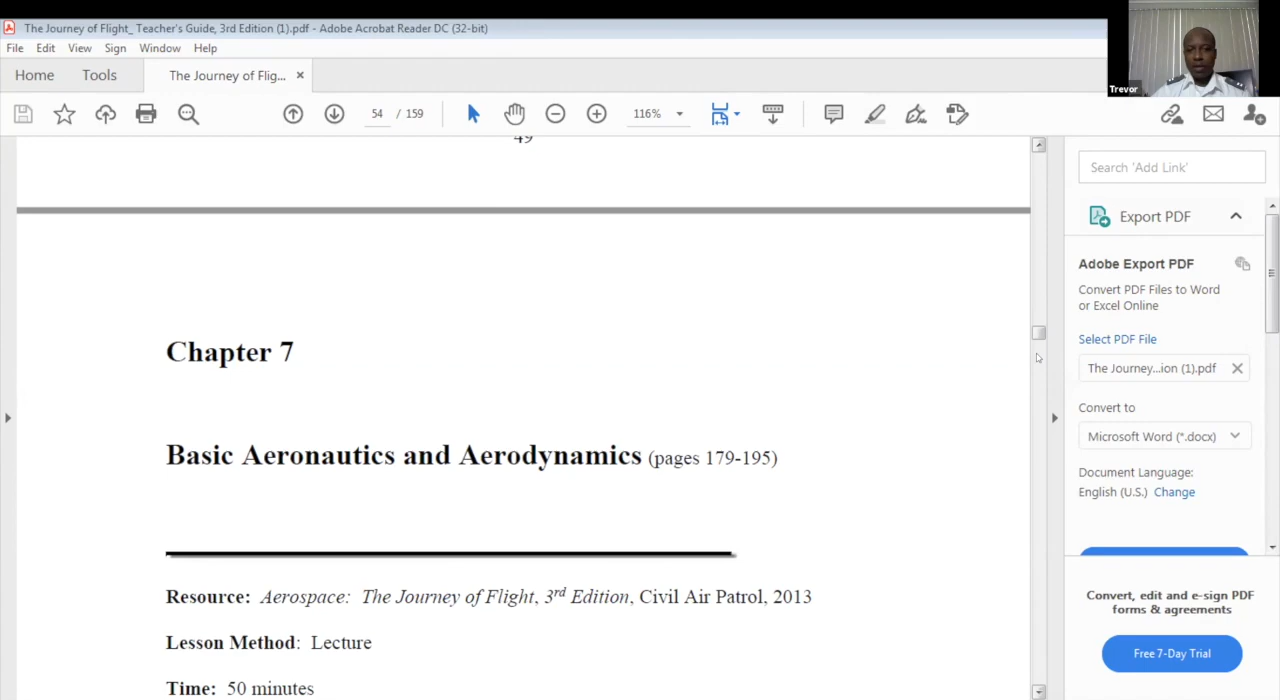 The Journey of Flight_ Teacher's Guide, 3rd Edition (1).pdf - Adobe Acrobat Reader DC (32-bit)
File Edit View Sign Window Help
Home Tools The Journey of Flig... ×
54 / 159 116%
Trevor
49
Chapter 7
Basic Aeronautics and Aerodynamics (pages 179-195)
Resource: Aerospace: The Journey of Flight, 3rd Edition, Civil Air Patrol, 2013
Lesson Method: Lecture
Time: 50 minutes
Search 'Add Link'
Export PDF
Adobe Export PDF
Convert PDF Files to Word
or Excel Online
Select PDF File
The Journey...ion (1).pdf
Convert to
Microsoft Word (*.docx)
Document Language:
English (U.S.) Change
Convert, edit and e-sign PDF
forms & agreements
Free 7-Day Trial